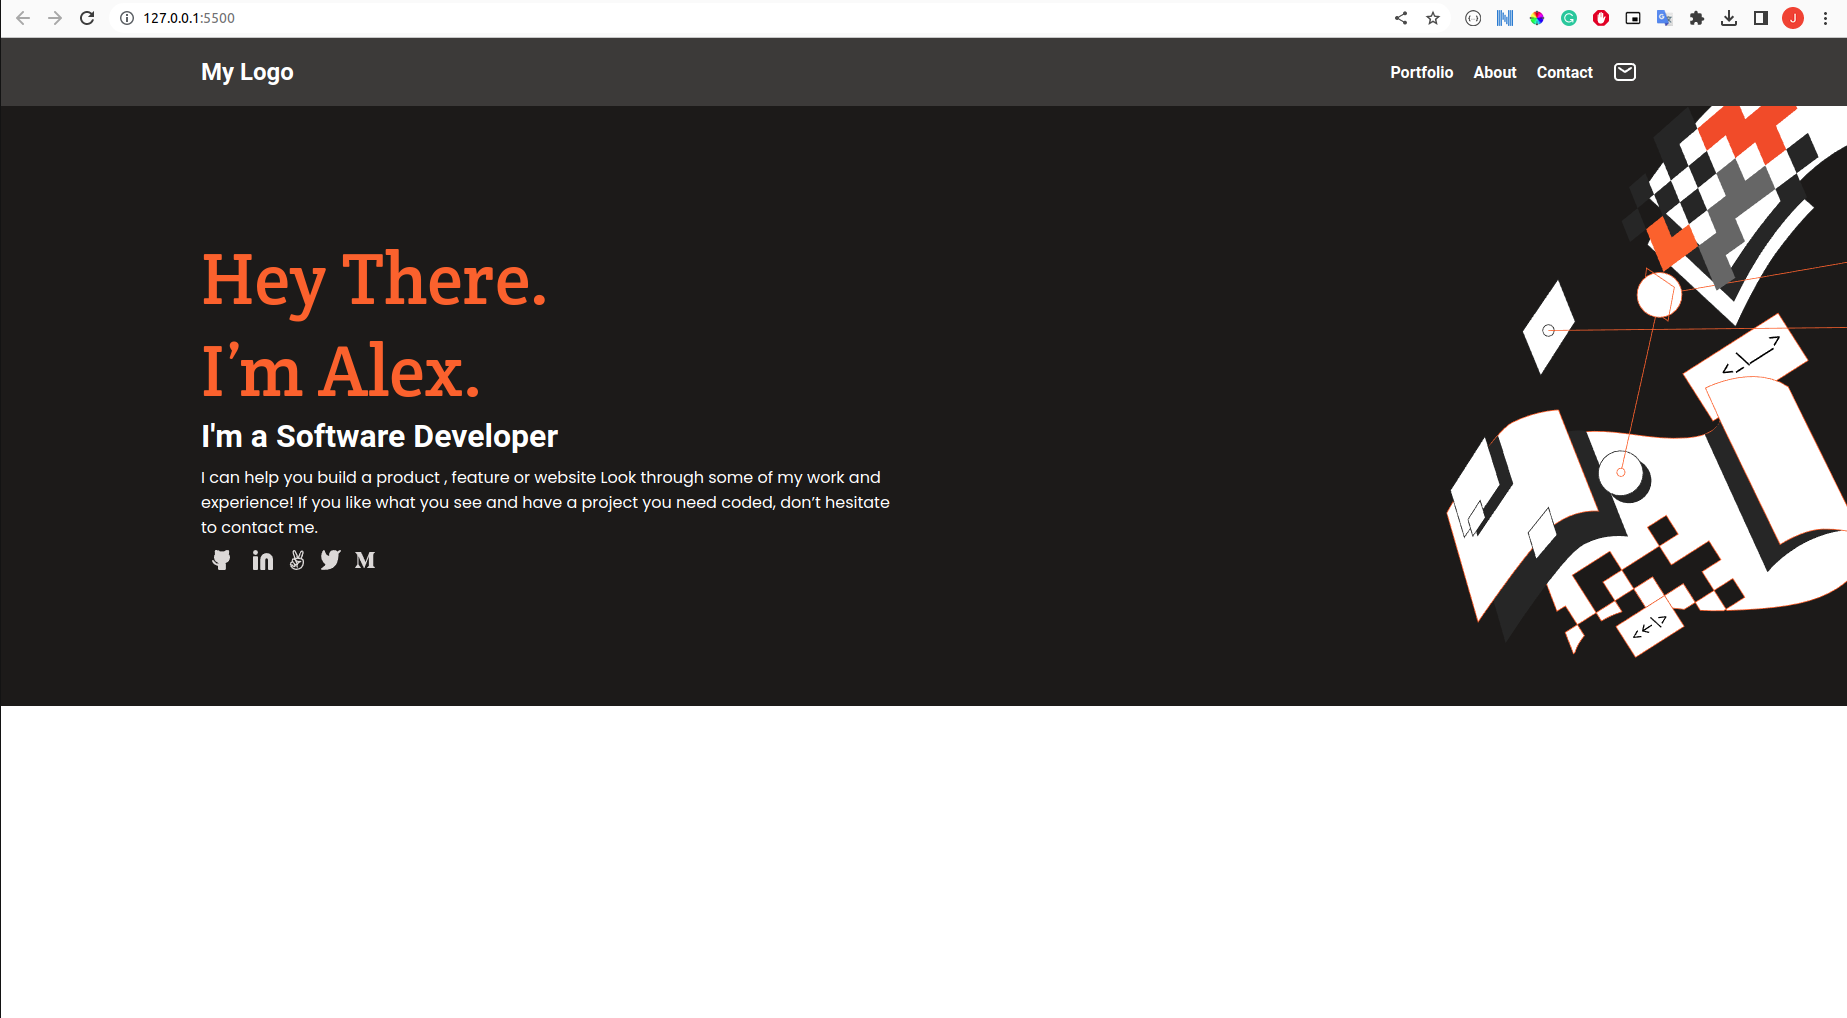 127.0.0.1:5500
J
My Logo
Portfolio About Contact
Hey There.
I’m Alex.
I'm a Software Developer
I can help you build a product , feature or website Look through some of my work and
experience! If you like what you see and have a project you need coded, don’t hesitate
to contact me.